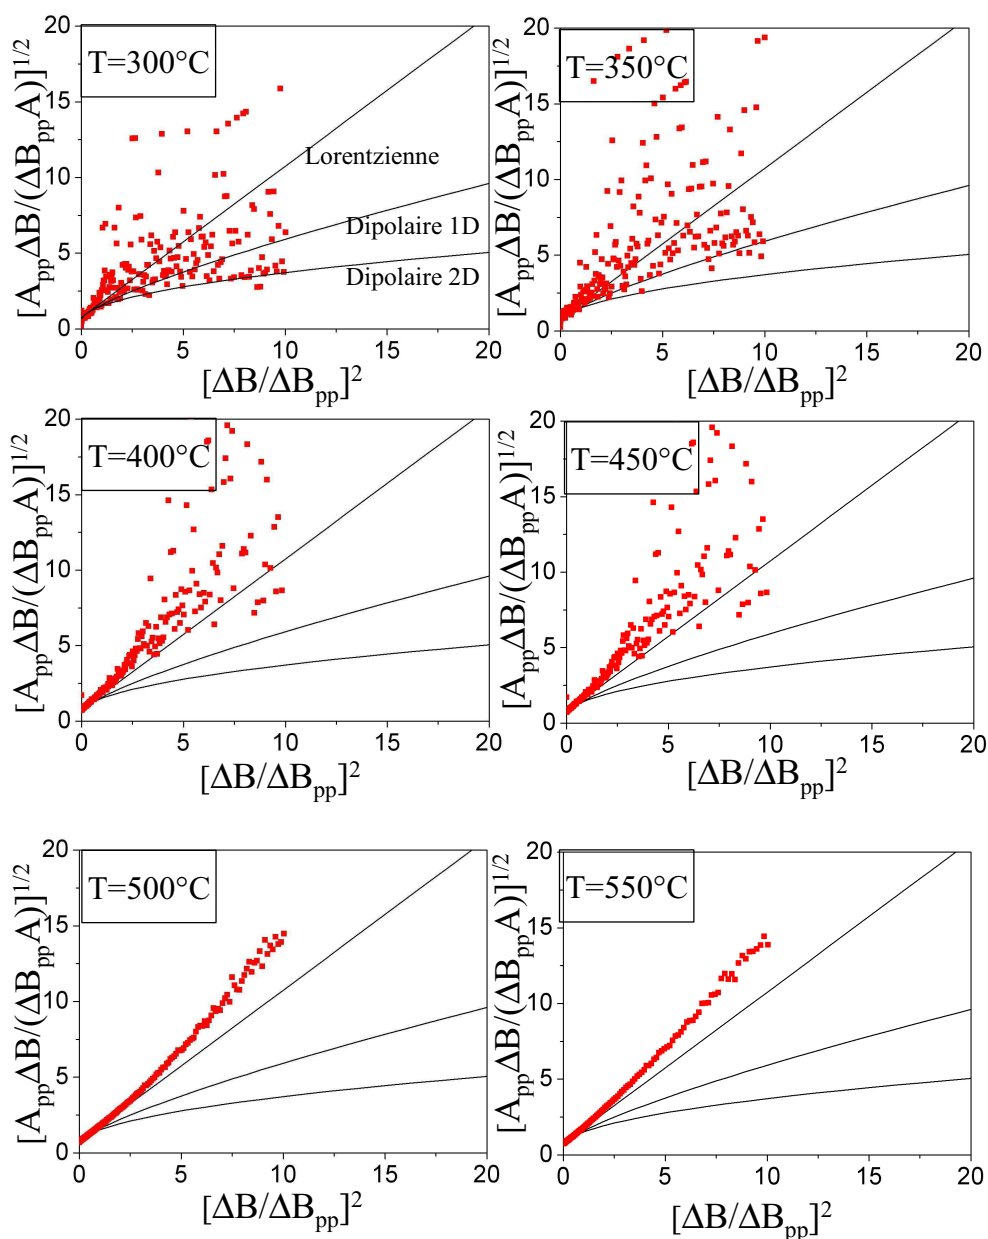 T=300°C
[A_ppΔB/(ΔB_ppA)]^1/2
20
15
10
5
0
Lorentzienne
Dipolaire 1D
Dipolaire 2D
0 5 10 15 20
[ΔB/ΔB_pp]^2
T=350°C
[A_ppΔB/(ΔB_ppA)]^1/2
20
15
10
5
0
0 5 10 15 20
[ΔB/ΔB_pp]^2
T=400°C
[A_ppΔB/(ΔB_ppA)]^1/2
20
15
10
5
0
0 5 10 15 20
[ΔB/ΔB_pp]^2
T=450°C
[A_ppΔB/(ΔB_ppA)]^1/2
20
15
10
5
0
0 5 10 15 20
[ΔB/ΔB_pp]^2
T=500°C
[A_ppΔB/(ΔB_ppA)]^1/2
20
15
10
5
0
0 5 10 15 20
[ΔB/ΔB_pp]^2
T=550°C
[A_ppΔB/(ΔB_ppA)]^1/2
20
15
10
5
0
0 5 10 15 20
[ΔB/ΔB_pp]^2